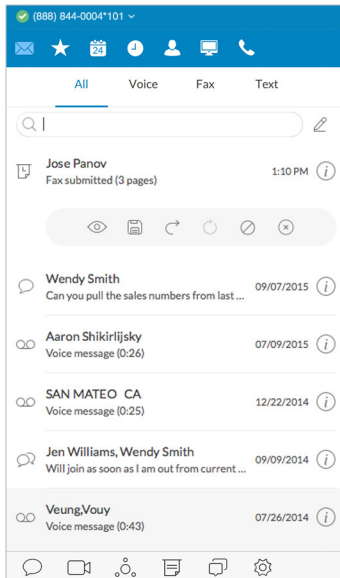 (888) 844-0004*101
24
All Voice Fax Text
Jose Panov
Fax submitted (3 pages) 1:10 PM i
Wendy Smith
Can you pull the sales numbers from last ... 09/07/2015 i
Aaron Shikirlijsky
Voice message (0:26) 07/09/2015 i
SAN MATEO CA
Voice message (0:25) 12/22/2014 i
Jen Williams, Wendy Smith
Will join as soon as I am out from current ... 09/09/2014 i
Veung,Vouy
Voice message (0:43) 07/26/2014 i